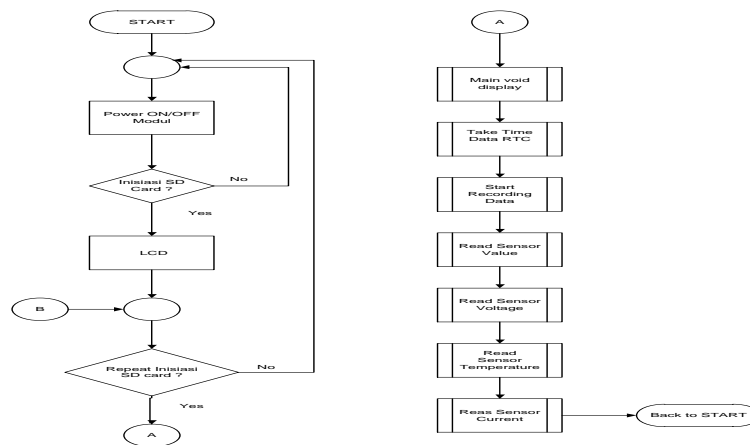 START
Power ON/OFF
Modul
Inisiasi SD
Card ?
No
Yes
LCD
B
Repeat Inisiasi
SD card ?
No
Yes
A
A
Main void
display
Take Time
Data RTC
Start
Recording
Data
Read Sensor
Value
Read Sensor
Voltage
Read
Sensor
Temperature
Reas Sensor
Current
Back to START